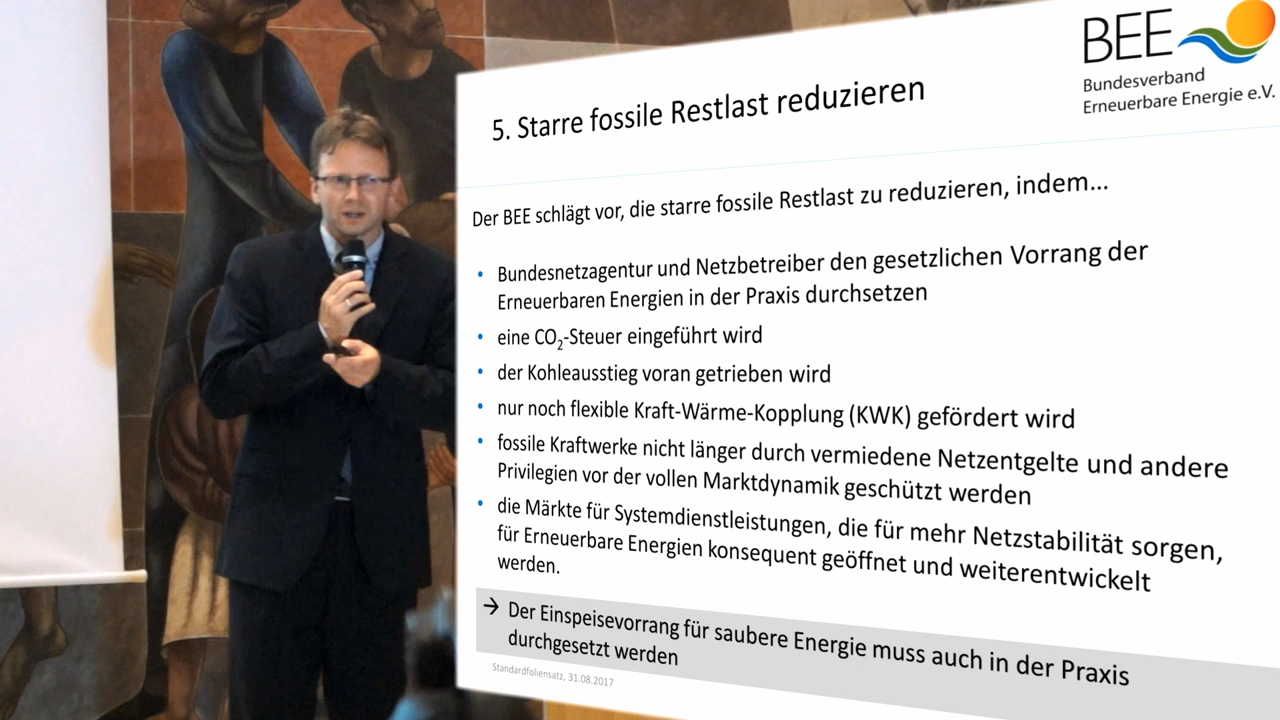 BEE
Bundesverband
Erneuerbare Energie e.V.
5. Starre fossile Restlast reduzieren
Der BEE schlägt vor, die starre fossile Restlast zu reduzieren, indem...
• Bundesnetzagentur und Netzbetreiber den gesetzlichen Vorrang der
Erneuerbaren Energien in der Praxis durchsetzen
• eine CO₂-Steuer eingeführt wird
• der Kohleausstieg voran getrieben wird
• nur noch flexible Kraft-Wärme-Kopplung (KWK) gefördert wird
• fossile Kraftwerke nicht länger durch vermiedene Netzentgelte und andere
Privilegien vor der vollen Marktdynamik geschützt werden
• die Märkte für Systemdienstleistungen, die für mehr Netzstabilität sorgen,
für Erneuerbare Energien konsequent geöffnet und weiterentwickelt
werden.
→ Der Einspeisevorrang für saubere Energie muss auch in der Praxis
durchgesetzt werden
Standardfoliensatz, 31.08.2017